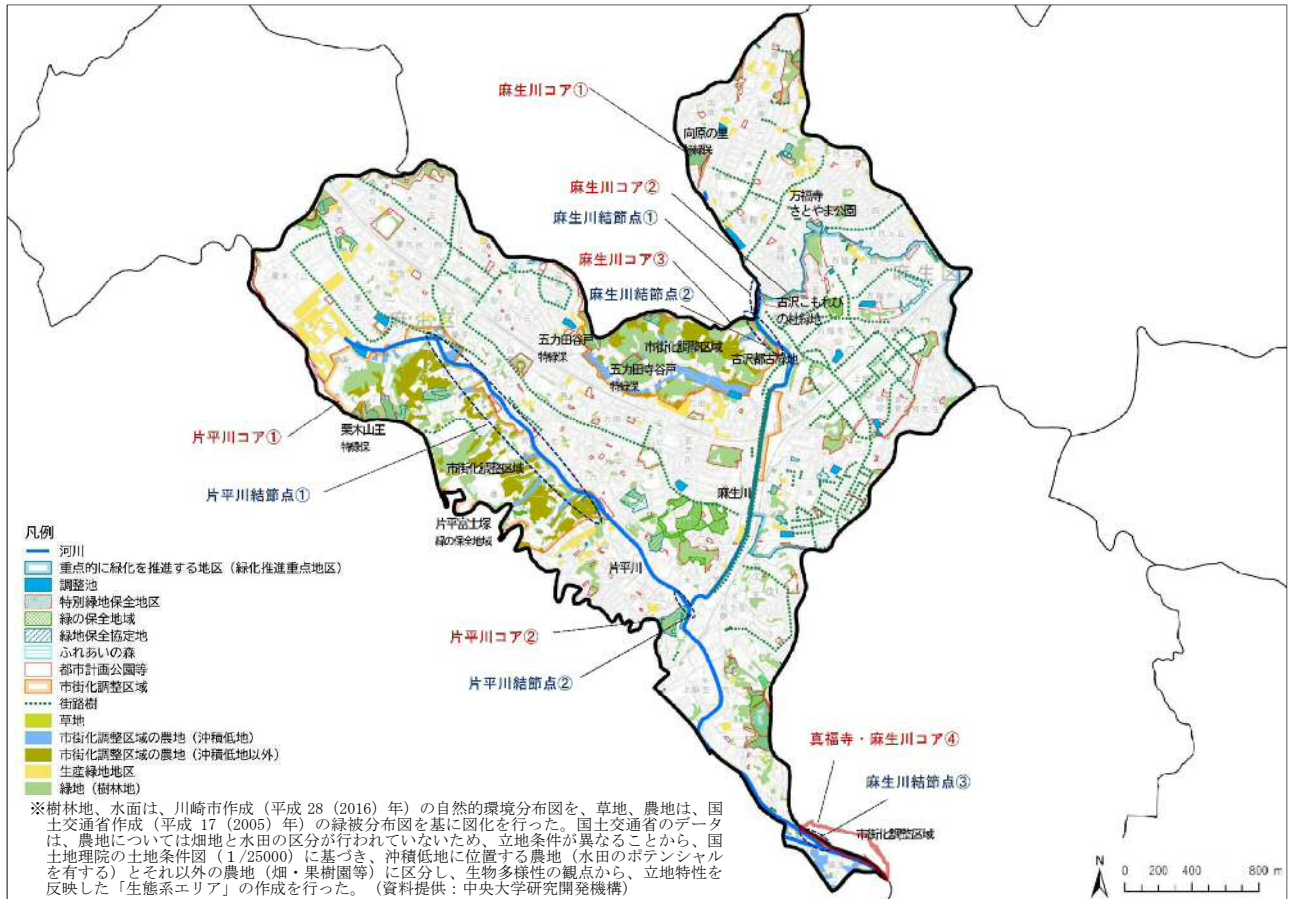 麻生川コア①
向原の里
特緑保
麻生川コア②
万福寺
さとやま公園
麻生川結節点①
麻生川コア③
麻生区
麻生川結節点②
古沢こもれび
の杜緑地
麻生区
五力田谷戸
特緑保
市街化調整区域
古沢都古緑地
五力田寺谷戸
特緑保
片平川コア①
栗木山王
特緑保
市街化調整区域
片平川結節点①
麻生川
片平富士塚
緑の保全地域
片平川
片平川コア②
片平川結節点②
上麻生
真福寺・麻生川コア④
麻生川結節点③
市街化調整区域
凡例
河川
重点的に緑化を推進する地区（緑化推進重点地区）
調整池
特別緑地保全地区
緑の保全地域
緑地保全協定地
ふれあいの森
都市計画公園等
市街化調整区域
街路樹
草地
市街化調整区域の農地（沖積低地）
市街化調整区域の農地（沖積低地以外）
生産緑地地区
緑地（樹林地）
※樹林地、水面は、川崎市作成（平成 28（2016）年）の自然的環境分布図を、草地、農地は、国
土交通省作成（平成 17（2005）年）の緑被分布図を基に図化を行った。国土交通省のデータ
は、農地については畑地と水田の区分が行われていないため、立地条件が異なることから、国
土地理院の土地条件図（1/25000）に基づき、沖積低地に位置する農地（水田のポテンシャル
を有する）とそれ以外の農地（畑・果樹園等）に区分し、生物多様性の観点から、立地特性を
反映した「生態系エリア」の作成を行った。（資料提供：中央大学研究開発機構）
N
0 200 400 800 m